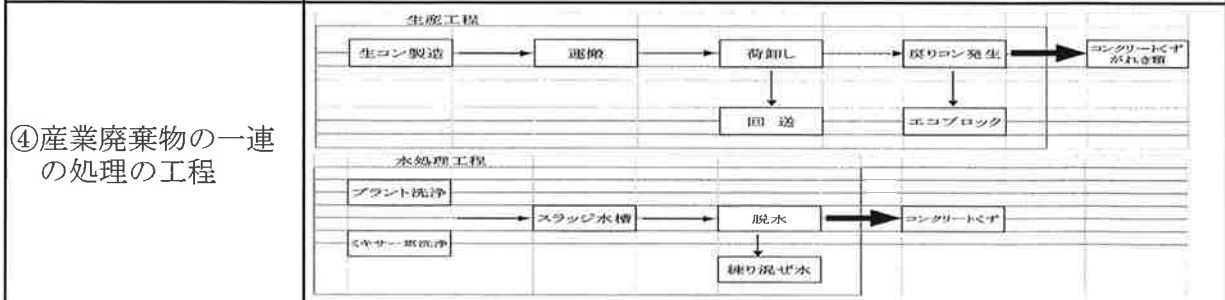 ④産業廃棄物の一連
の処理の工程
生産工程
生コン製造
運搬
荷卸し
戻りコン発生
コンクリートくず
がれき類
回送
エコブロック
水処理工程
プラント洗浄
スラッジ水槽
脱水
コンクリートくず
ミキサー車洗浄
練り混ぜ水